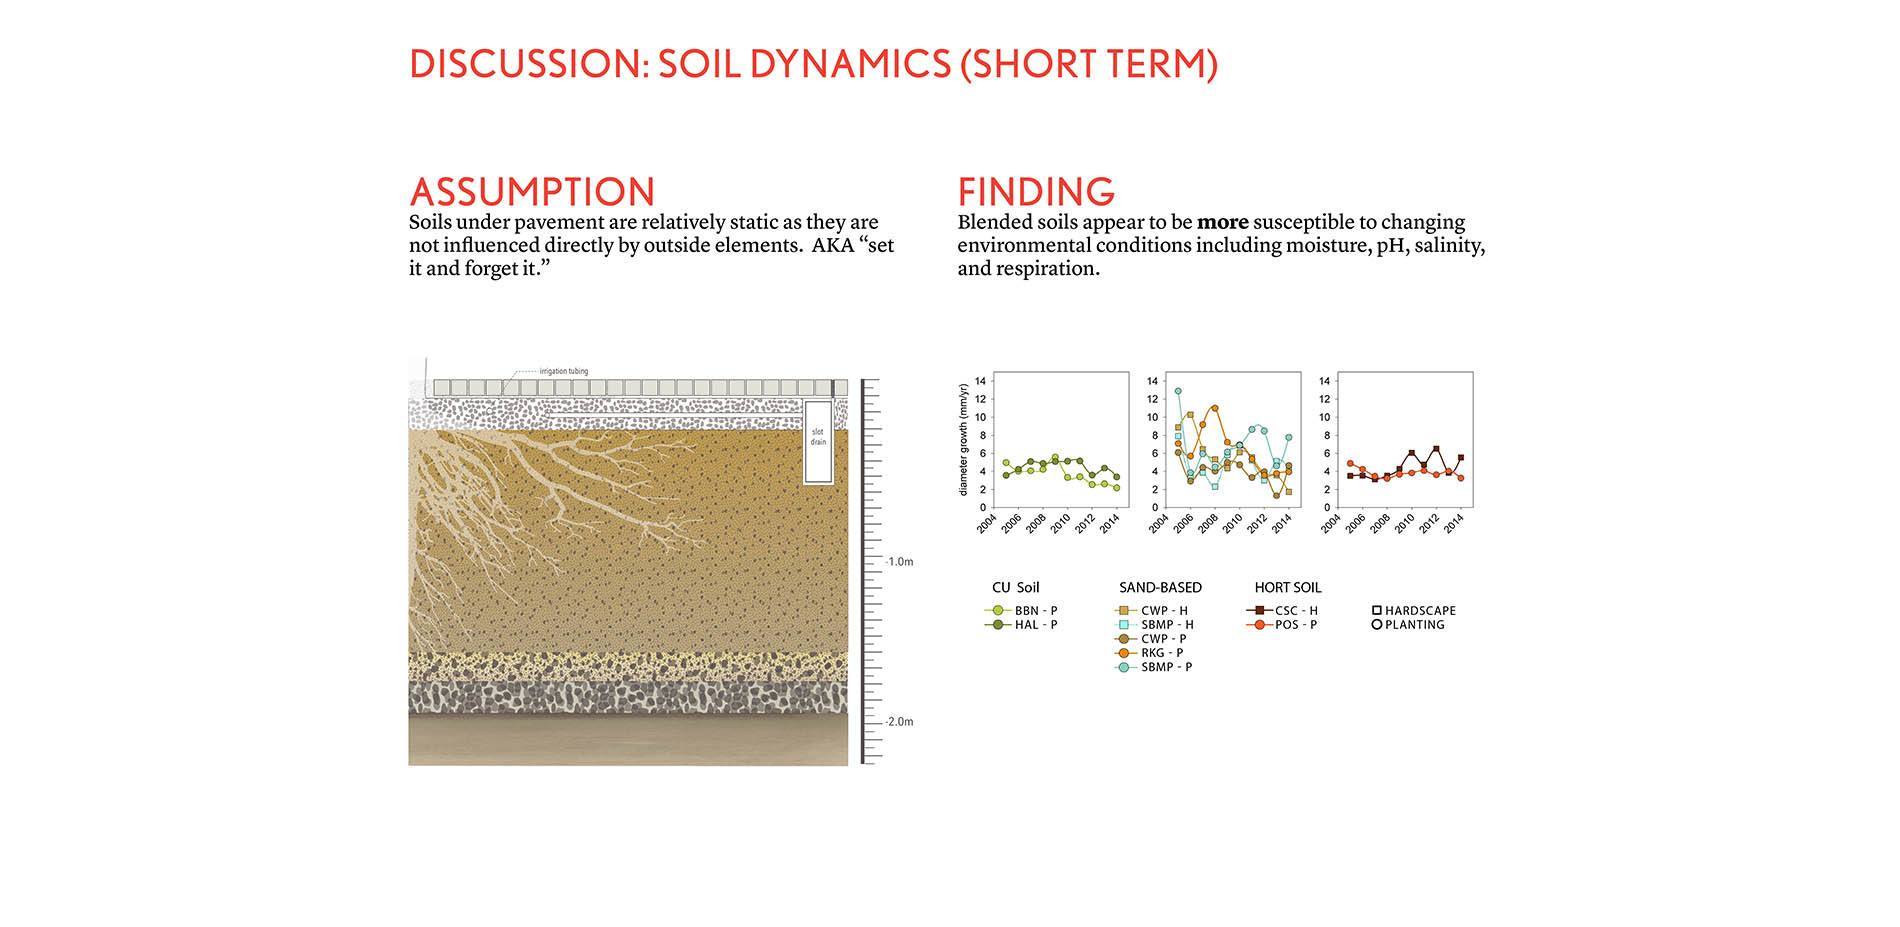 DISCUSSION: SOIL DYNAMICS (SHORT TERM)
ASSUMPTION
Soils under pavement are relatively static as they are
not influenced directly by outside elements.  AKA “set
it and forget it.”
FINDING
Blended soils appear to be more susceptible to changing
environmental conditions including moisture, pH, salinity,
and respiration.
irrigation tubing
slot
drain
-1.0m
-2.0m
diameter growth (mm/yr)
14
12
10
8
6
4
2
0
2004 2006 2008 2010 2012 2014
14
12
10
8
6
4
2
0
2004 2006 2008 2010 2012 2014
14
12
10
8
6
4
2
0
2004 2006 2008 2010 2012 2014
CU Soil
BBN - P
HAL - P
SAND-BASED
CWP - H
SBMP - H
CWP - P
RKG - P
SBMP - P
HORT SOIL
CSC - H
POS - P
HARDSCAPE
PLANTING